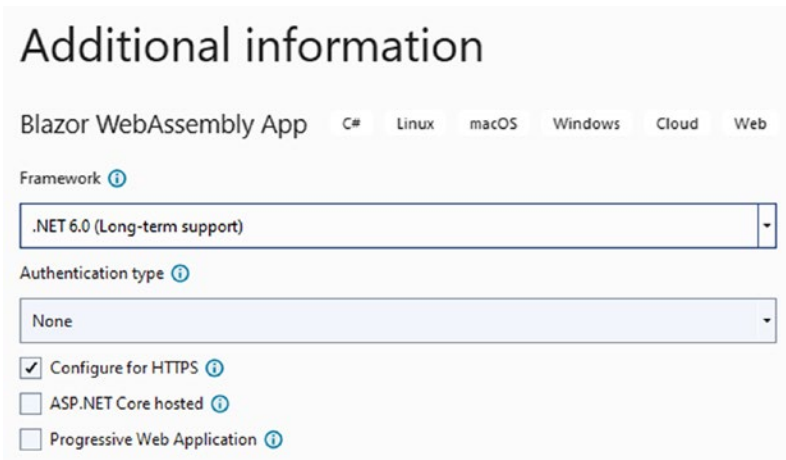 Additional information
Blazor WebAssembly App C# Linux macOS Windows Cloud Web
Framework
.NET 6.0 (Long-term support)
Authentication type
None
Configure for HTTPS
ASP.NET Core hosted
Progressive Web Application